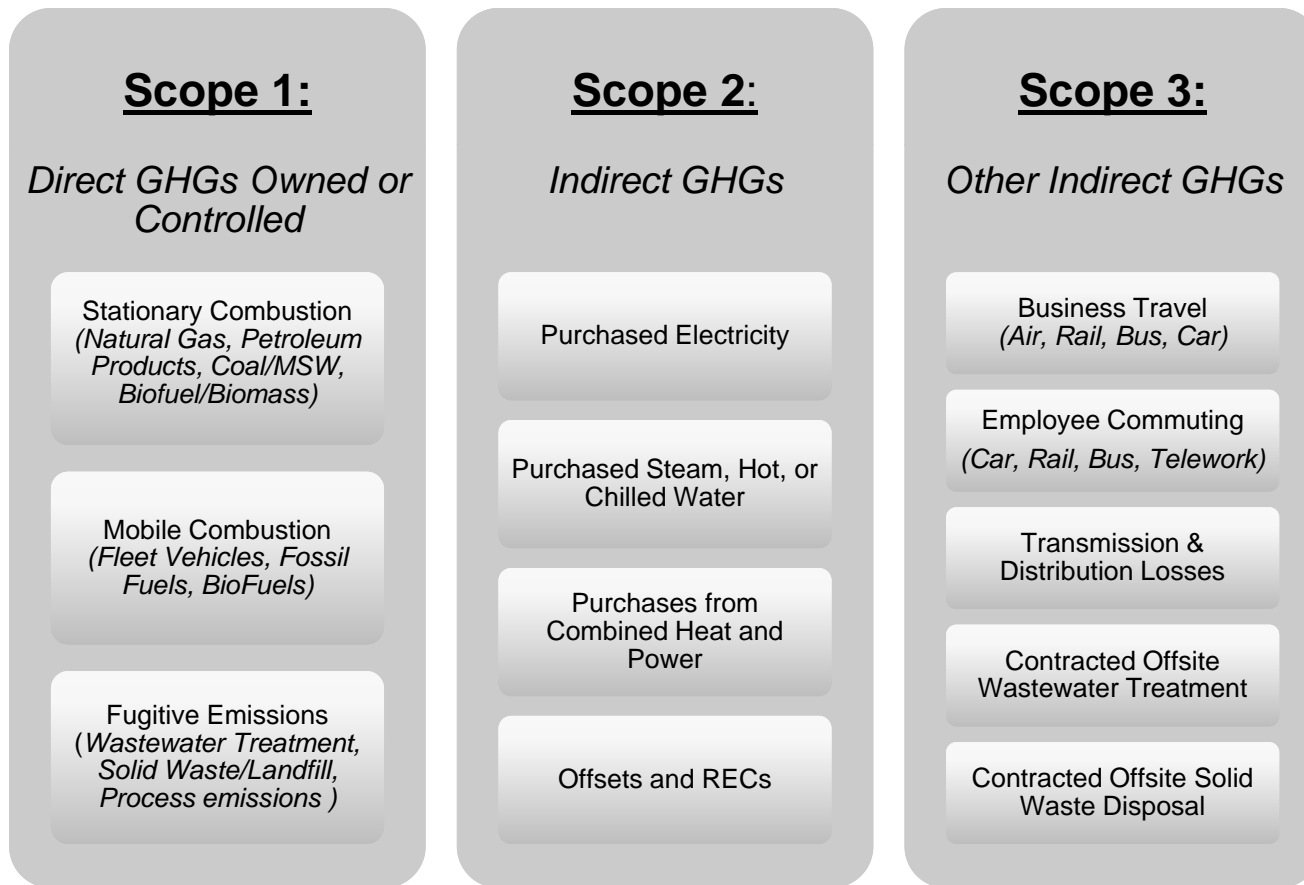 Scope 1:
Direct GHGs Owned or
Controlled
Stationary Combustion
(Natural Gas, Petroleum
Products, Coal/MSW,
Biofuel/Biomass)
Mobile Combustion
(Fleet Vehicles, Fossil
Fuels, BioFuels)
Fugitive Emissions
(Wastewater Treatment,
Solid Waste/Landfill,
Process emissions )
Scope 2:
Indirect GHGs
Purchased Electricity
Purchased Steam, Hot, or
Chilled Water
Purchases from
Combined Heat and
Power
Offsets and RECs
Scope 3:
Other Indirect GHGs
Business Travel
(Air, Rail, Bus, Car)
Employee Commuting
(Car, Rail, Bus, Telework)
Transmission &
Distribution Losses
Contracted Offsite
Wastewater Treatment
Contracted Offsite Solid
Waste Disposal